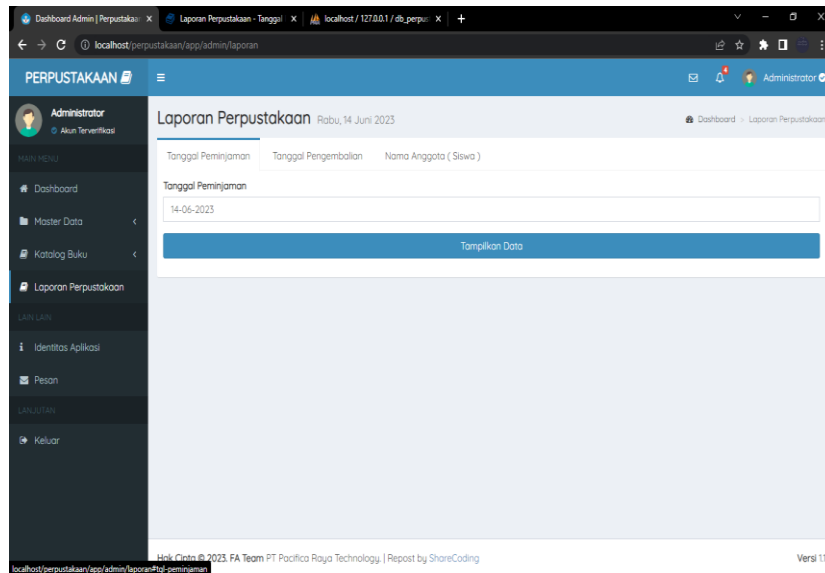 Dashboard Admin | Perpustakaan
Laporan Perpustakaan - Tanggal
localhost / 127.0.0.1 / db_perpus
localhost/perpustakaan/app/admin/laporan
PERPUSTAKAAN
4
Administrator
Administrator
Akun Terverifikasi
Laporan Perpustakaan Rabu, 14 Juni 2023
Dashboard > Laporan Perpustakaan
MAIN MENU
Dashboard
Master Data
Katalog Buku
Laporan Perpustakaan
LAIN LAIN
Identitas Aplikasi
Pesan
LANJUTAN
Keluar
Tanggal Peminjaman Tanggal Pengembalian Nama Anggota ( Siswa )
Tanggal Peminjaman
14-06-2023
Tampilkan Data
Hak Cipta © 2023. FA Team PT Pacifica Raya Technology. | Repost by ShareCoding
Versi 1.1
localhost/perpustakaan/app/admin/laporan#tgl-peminjaman